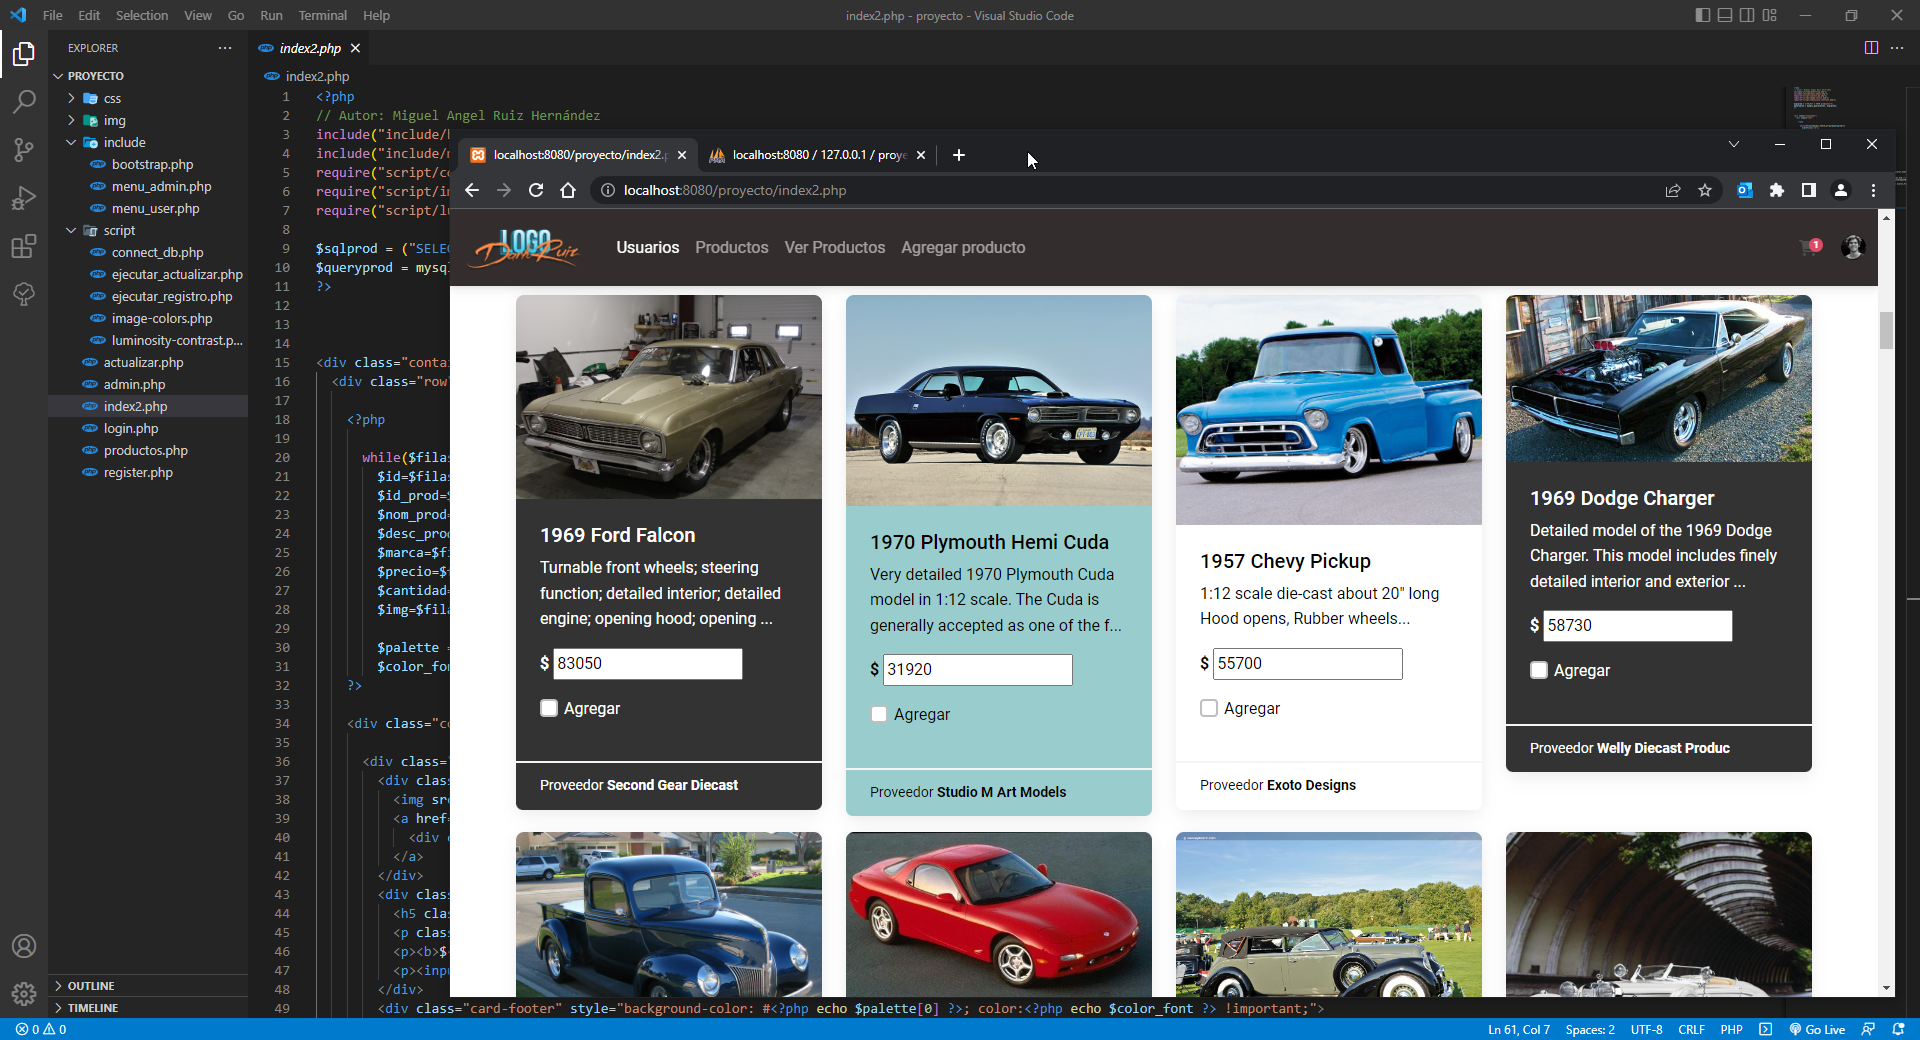 File Edit Selection View Go Run Terminal Help
index2.php - proyecto - Visual Studio Code
EXPLORER
PROYECTO
css
img
include
bootstrap.php
menu_admin.php
menu_user.php
script
connect_db.php
ejecutar_actualizar.php
ejecutar_registro.php
image-colors.php
luminosity-contrast.p...
actualizar.php
admin.php
index2.php
login.php
productos.php
register.php
OUTLINE
TIMELINE
index2.php
index2.php
1 <?php
2 // Autor: Miguel Angel Ruiz Hernández
3 include("include/
4 include("include/
5 require("script/c
6 require("script/i
7 require("script/l
8
9 $sqlprod = ("SELE
10 $queryprod = mysq
11 ?>
12
13
14
15 <div class="conta
16 <div class="row
17
18 <?php
19
20 while($fila
21 $id=$fila
22 $id_prod=
23 $nom_prod
24 $desc_pro
25 $marca=$f
26 $precio=$
27 $cantidad
28 $img=$fil
29
30 $palette
31 $color_fo
32 ?>
33
34 <div class="c
35
36 <div class=
37 <div clas
38 <img sr
39 <a href
40 <div
41 </a>
42 </div>
43 <div clas
44 <h5 clas
45 <p clas
46 <p><b>$
47 <p><inp
48 </div>
49 <div class="card-footer" style="background-color: #<?php echo $palette[0] ?>; color:<?php echo $color_font ?> !important;">
localhost:8080/proyecto/index2.p
localhost:8080 / 127.0.0.1 / proye
localhost:8080/proyecto/index2.php
LOGO
Darn Ruiz
Usuarios Productos Ver Productos Agregar producto
1
1969 Ford Falcon
Turnable front wheels; steering
function; detailed interior; detailed
engine; opening hood; opening ...
$ 83050
Agregar
Proveedor Second Gear Diecast
1970 Plymouth Hemi Cuda
Very detailed 1970 Plymouth Cuda
model in 1:12 scale. The Cuda is
generally accepted as one of the f...
$ 31920
Agregar
Proveedor Studio M Art Models
1957 Chevy Pickup
1:12 scale die-cast about 20" long
Hood opens, Rubber wheels...
$ 55700
Agregar
Proveedor Exoto Designs
1969 Dodge Charger
Detailed model of the 1969 Dodge
Charger. This model includes finely
detailed interior and exterior ...
$ 58730
Agregar
Proveedor Welly Diecast Produc
0 0
Ln 61, Col 7 Spaces: 2 UTF-8 CRLF PHP Go Live